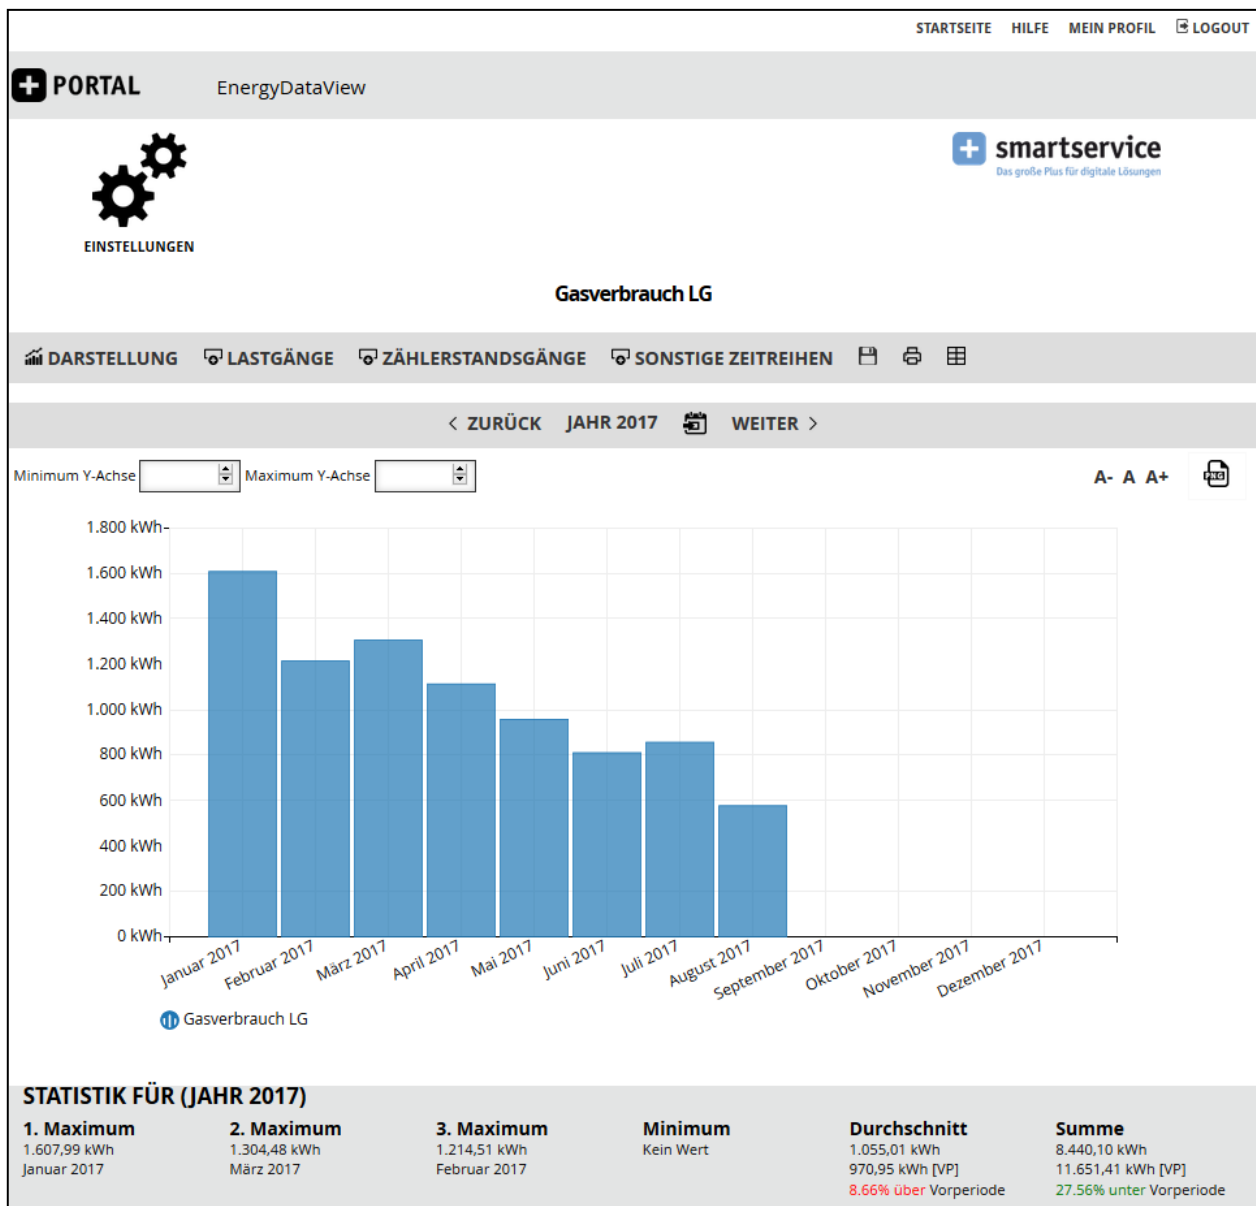 STARTSEITE HILFE MEIN PROFIL LOGOUT
PORTAL EnergyDataView
smartservice
Das große Plus für digitale Lösungen
EINSTELLUNGEN
Gasverbrauch LG
DARSTELLUNG LASTGÄNGE ZÄHLERSTANDSGÄNGE SONSTIGE ZEITREIHEN
< ZURÜCK JAHR 2017 WEITER >
Minimum Y-Achse Maximum Y-Achse A- A A+ PNG
1.800 kWh
1.600 kWh
1.400 kWh
1.200 kWh
1.000 kWh
800 kWh
600 kWh
400 kWh
200 kWh
0 kWh
Januar 2017 Februar 2017 März 2017 April 2017 Mai 2017 Juni 2017 Juli 2017 August 2017 September 2017 Oktober 2017 November 2017 Dezember 2017
Gasverbrauch LG
STATISTIK FÜR (JAHR 2017)
1. Maximum 2. Maximum 3. Maximum Minimum Durchschnitt Summe
1.607,99 kWh 1.304,48 kWh 1.214,51 kWh Kein Wert 1.055,01 kWh 8.440,10 kWh
Januar 2017 März 2017 Februar 2017 970,95 kWh [VP] 11.651,41 kWh [VP]
8.66% über Vorperiode 27.56% unter Vorperiode